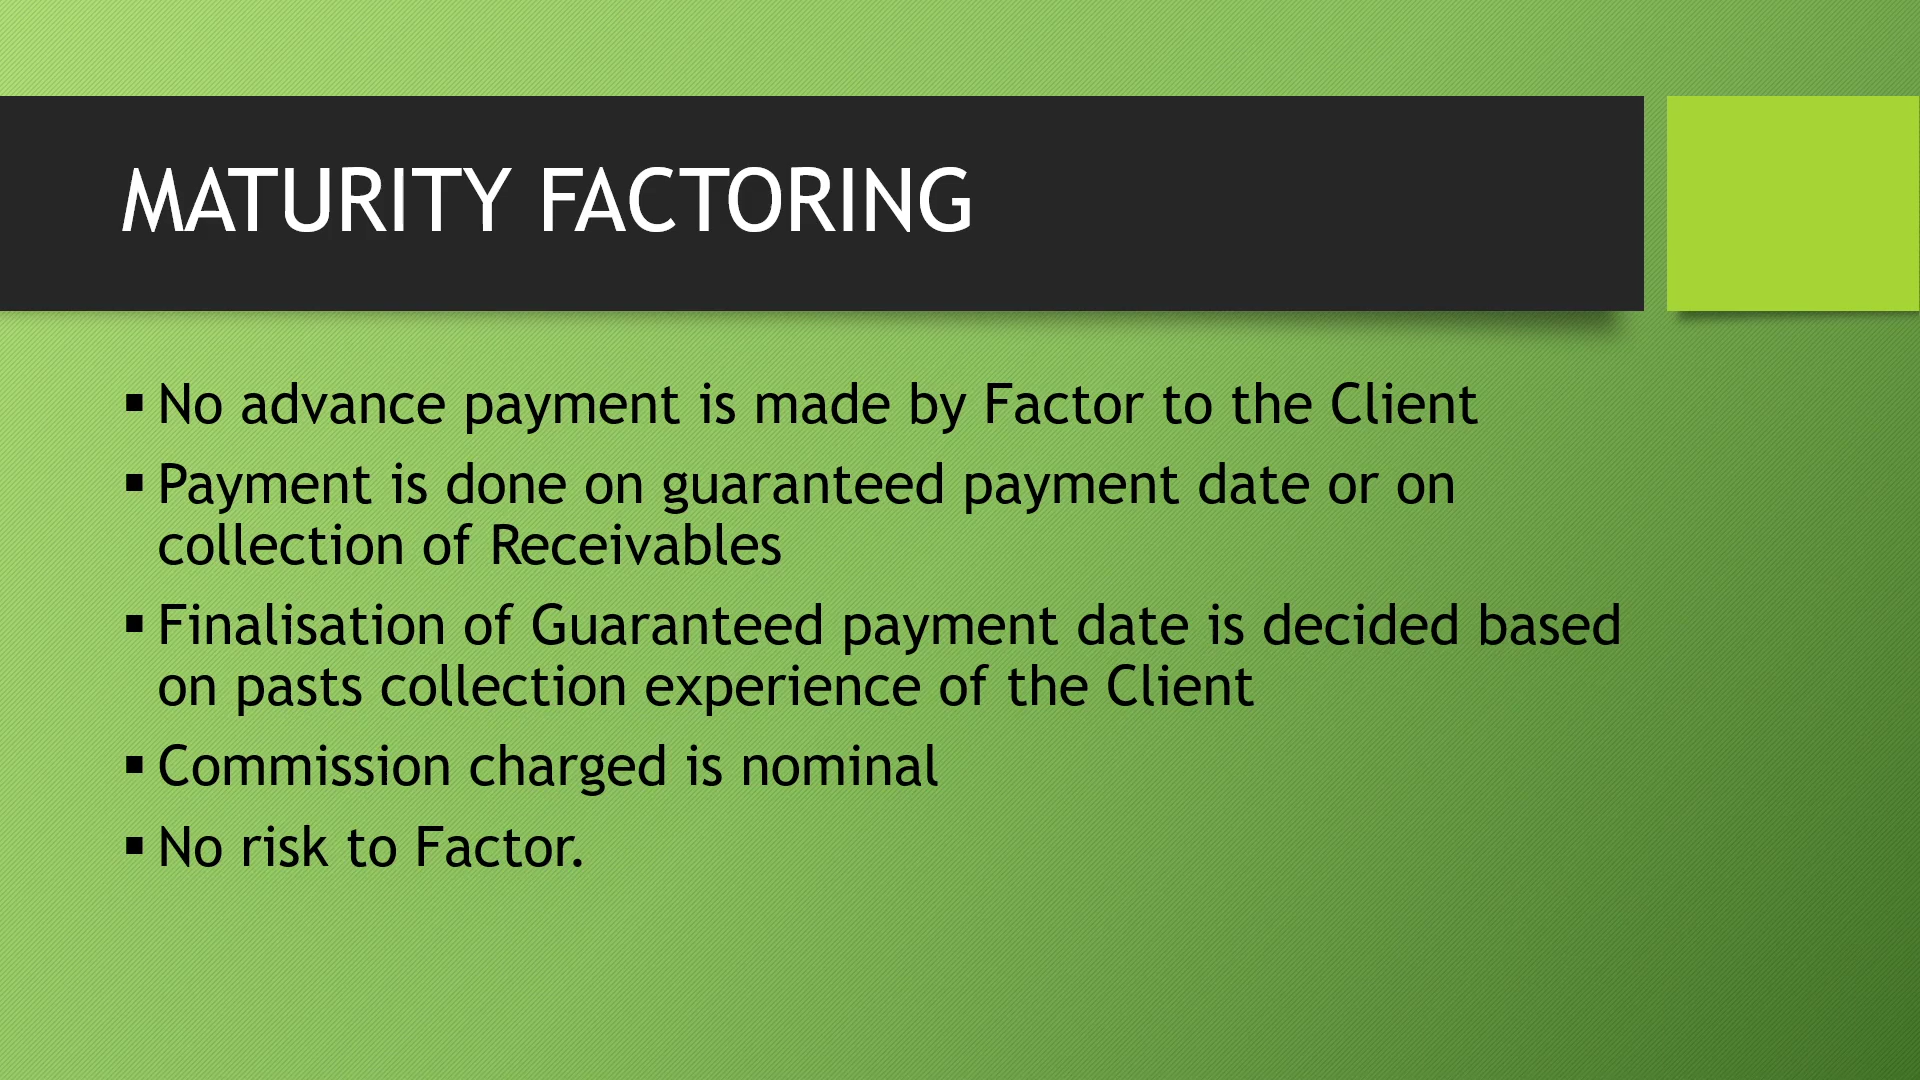 MATURITY FACTORING
▪ No advance payment is made by Factor to the Client
▪ Payment is done on guaranteed payment date or on
collection of Receivables
▪ Finalisation of Guaranteed payment date is decided based
on pasts collection experience of the Client
▪ Commission charged is nominal
▪ No risk to Factor.